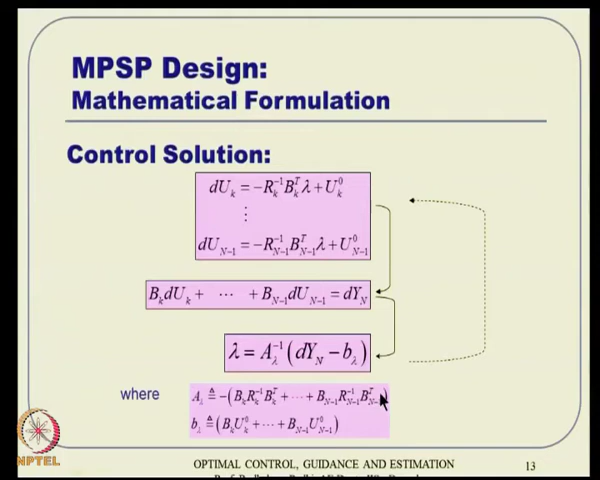 MPSP Design:
Mathematical Formulation
Control Solution:
dU_k = −R_k^{-1} B_k^T λ + U_k^0
⋮
dU_{N-1} = −R_{N-1}^{-1} B_{N-1}^T λ + U_{N-1}^0
B_k dU_k + ⋯ + B_{N-1} dU_{N-1} = dY_N
λ = A_λ^{-1} (dY_N − b_λ)
where
A_λ ≜ −(B_k R_k^{-1} B_k^T + ⋯ + B_{N-1} R_{N-1}^{-1} B_{N-1}^T)
b_λ ≜ (B_k U_k^0 + ⋯ + B_{N-1} U_{N-1}^0)
NPTEL
OPTIMAL CONTROL, GUIDANCE AND ESTIMATION
13